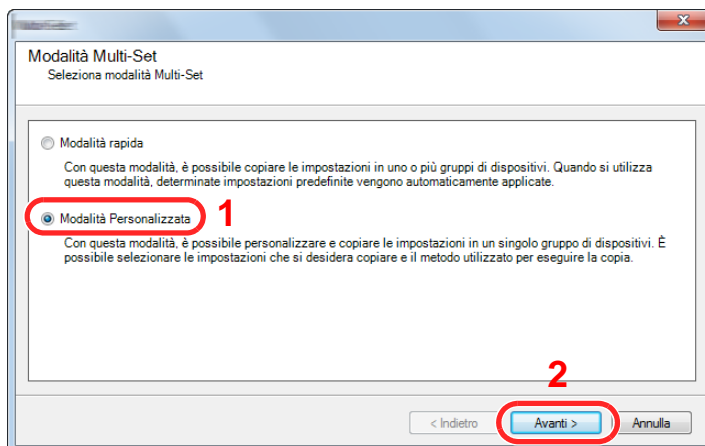 Modalità Multi-Set
Seleziona modalità Multi-Set
Modalità rapida
Con questa modalità, è possibile copiare le impostazioni in uno o più gruppi di dispositivi. Quando si utilizza
questa modalità, determinate impostazioni predefinite vengono automaticamente applicate.
Modalità Personalizzata 1
Con questa modalità, è possibile personalizzare e copiare le impostazioni in un singolo gruppo di dispositivi. È
possibile selezionare le impostazioni che si desidera copiare e il metodo utilizzato per eseguire la copia.
2
< Indietro Avanti > Annulla